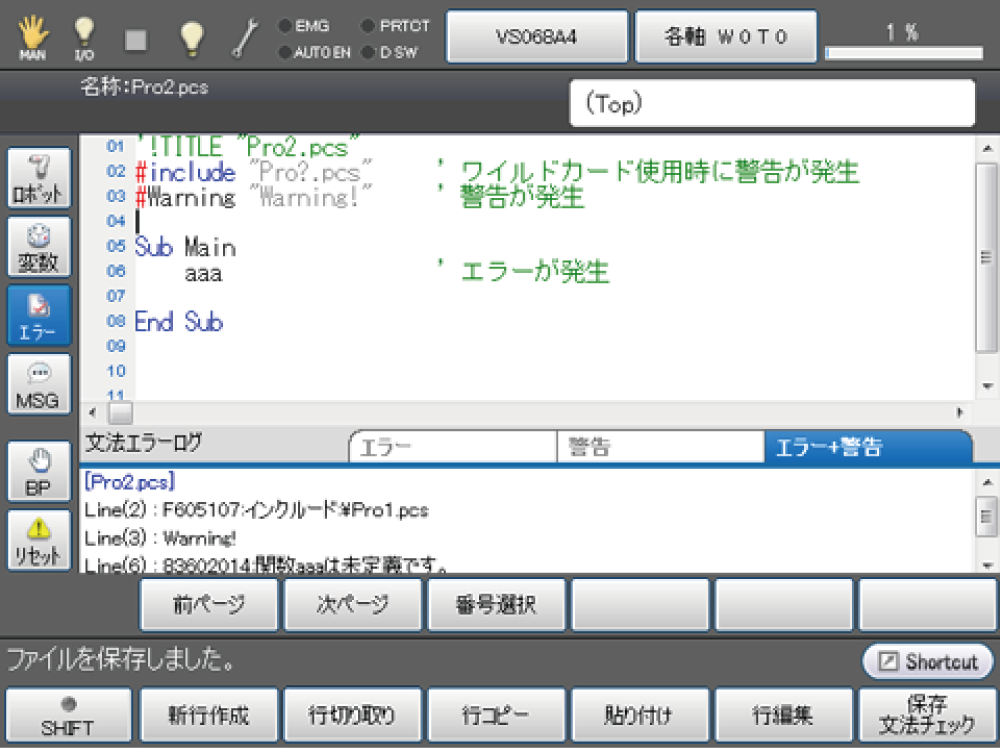 MAN I/O EMG PRTCT VS068A4 各軸 W0T0 1 %
AUTO EN D SW
名称:Pro2.pcs
(Top)
01 '!TITLE "Pro2.pcs"
02 #include "Pro?.pcs" ' ワイルドカード使用時に警告が発生
03 #Warning "Warning!" ' 警告が発生
04
05 Sub Main
06 aaa ' エラーが発生
07
08 End Sub
09
10
11
ロボット
変数
エラー
MSG
BP
リセット
文法エラーログ エラー 警告 エラー+警告
[Pro2.pcs]
Line(2) : F605107:インクルード:¥Pro1.pcs
Line(3) : Warning!
Line(6) : 83602014:関数aaaは未定義です。
前ページ 次ページ 番号選択
ファイルを保存しました。 Shortcut
SHIFT 新行作成 行切り取り 行コピー 貼り付け 行編集 保存
文法チェック